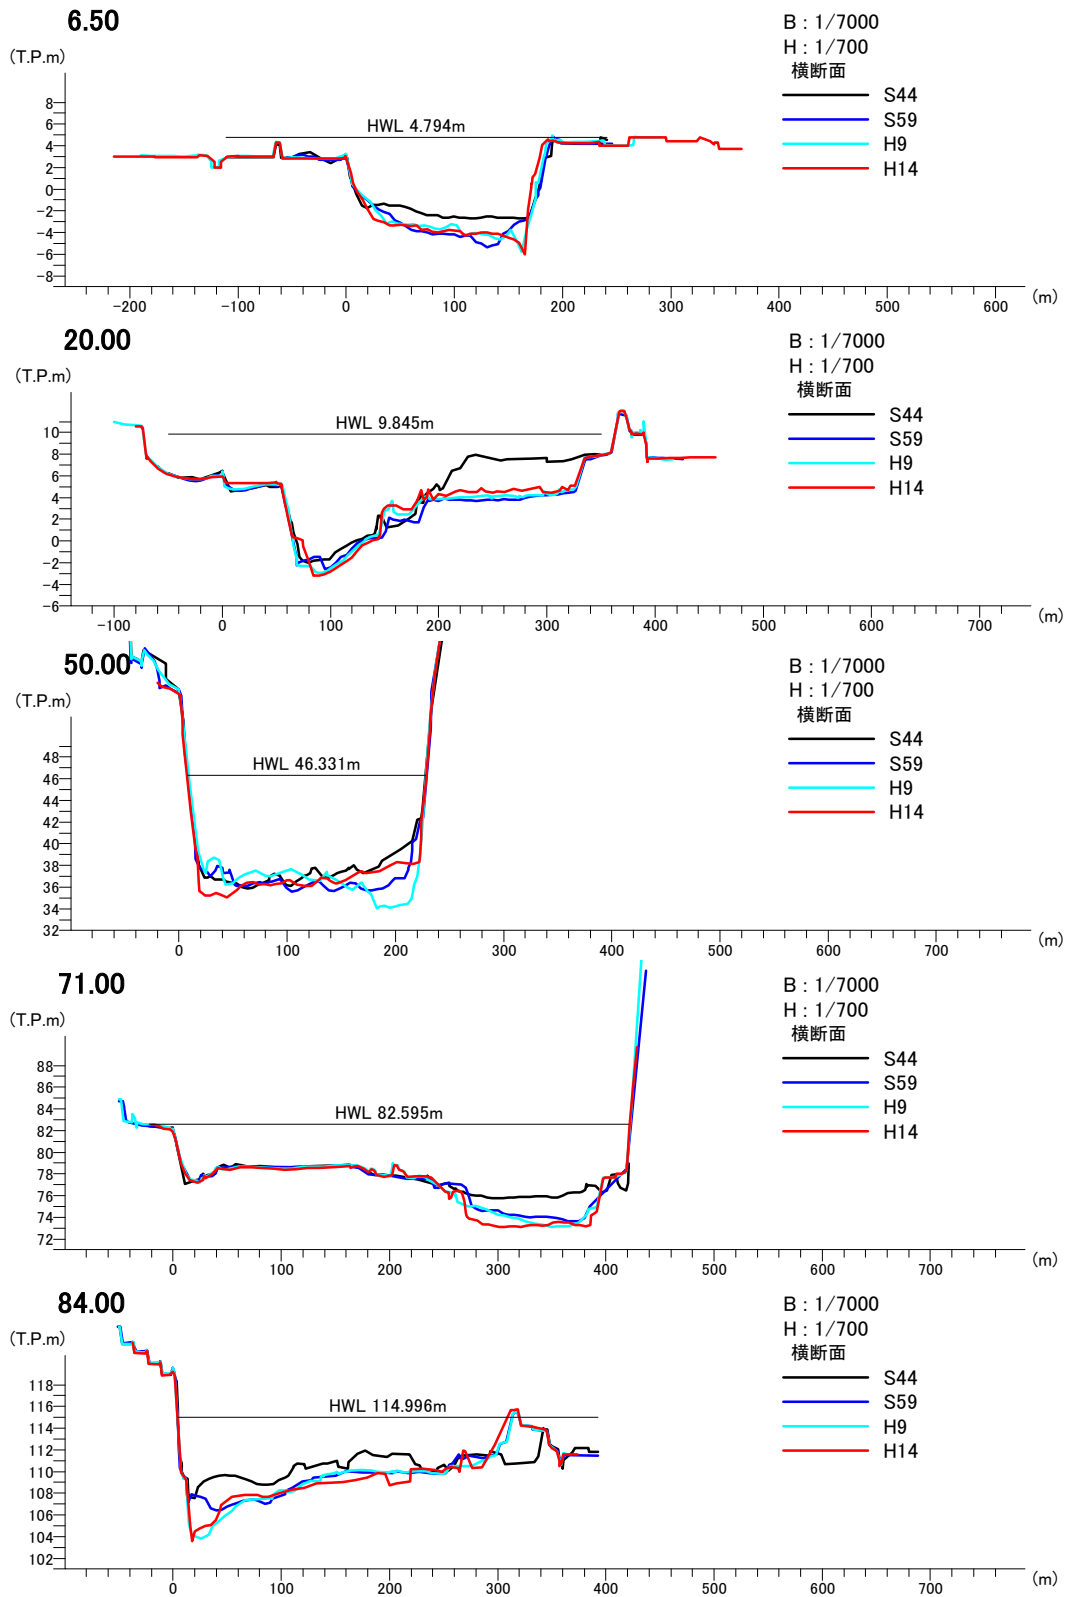 6.50
B : 1/7000
H : 1/700
(T.P.m)
横断面
S44
S59
H9
H14
HWL 4.794m
8
6
4
2
0
-2
-4
-6
-8
-200 -100 0 100 200 300 400 500 600 (m)
20.00
B : 1/7000
H : 1/700
(T.P.m)
横断面
S44
S59
H9
H14
HWL 9.845m
10
8
6
4
2
0
-2
-4
-6
-100 0 100 200 300 400 500 600 700 (m)
50.00
B : 1/7000
H : 1/700
(T.P.m)
横断面
S44
S59
H9
H14
HWL 46.331m
48
46
44
42
40
38
36
34
32
0 100 200 300 400 500 600 700 (m)
71.00
B : 1/7000
H : 1/700
(T.P.m)
横断面
S44
S59
H9
H14
HWL 82.595m
88
86
84
82
80
78
76
74
72
0 100 200 300 400 500 600 700 (m)
84.00
B : 1/7000
H : 1/700
(T.P.m)
横断面
S44
S59
H9
H14
HWL 114.996m
118
116
114
112
110
108
106
104
102
0 100 200 300 400 500 600 700 (m)